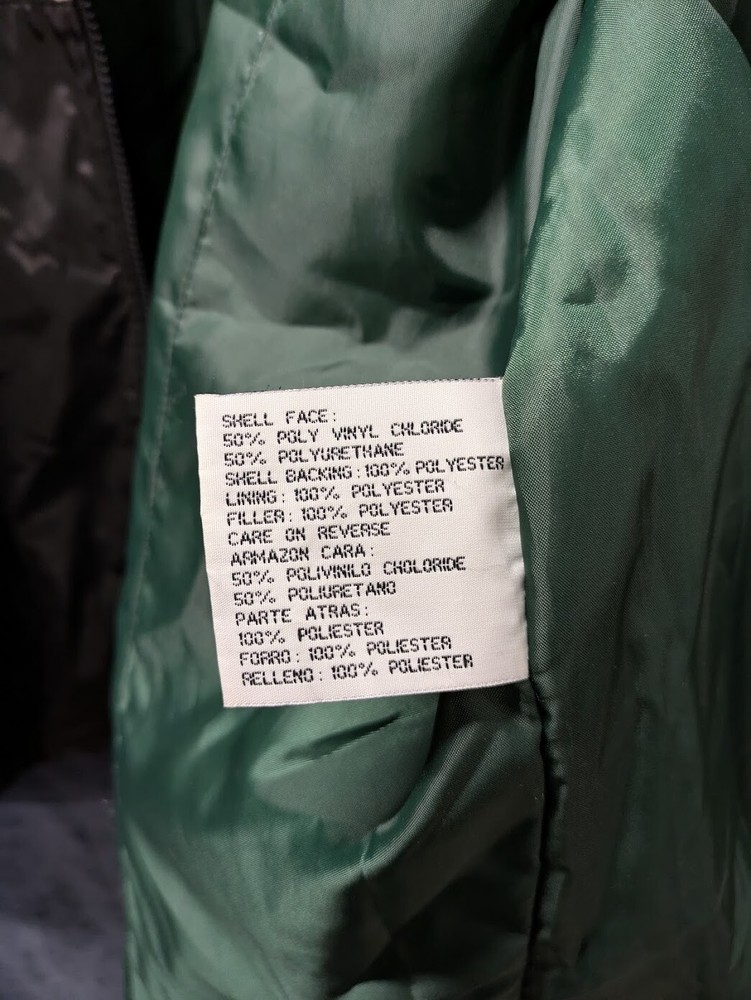 SHELL FACE:
50% POLY VINYL CHLORIDE
50% POLYURETHANE
SHELL BACKING:100% POLYESTER
LINING: 100% POLYESTER
FILLER: 100% POLYESTER
CARE ON REVERSE
ARMAZON CARA:
50% POLIVINILO CHOLORIDE
50% POLIURETANO
PARTE ATRAS:
100% POLIESTER
FORRO: 100% POLIESTER
RELLENO: 100% POLIESTER